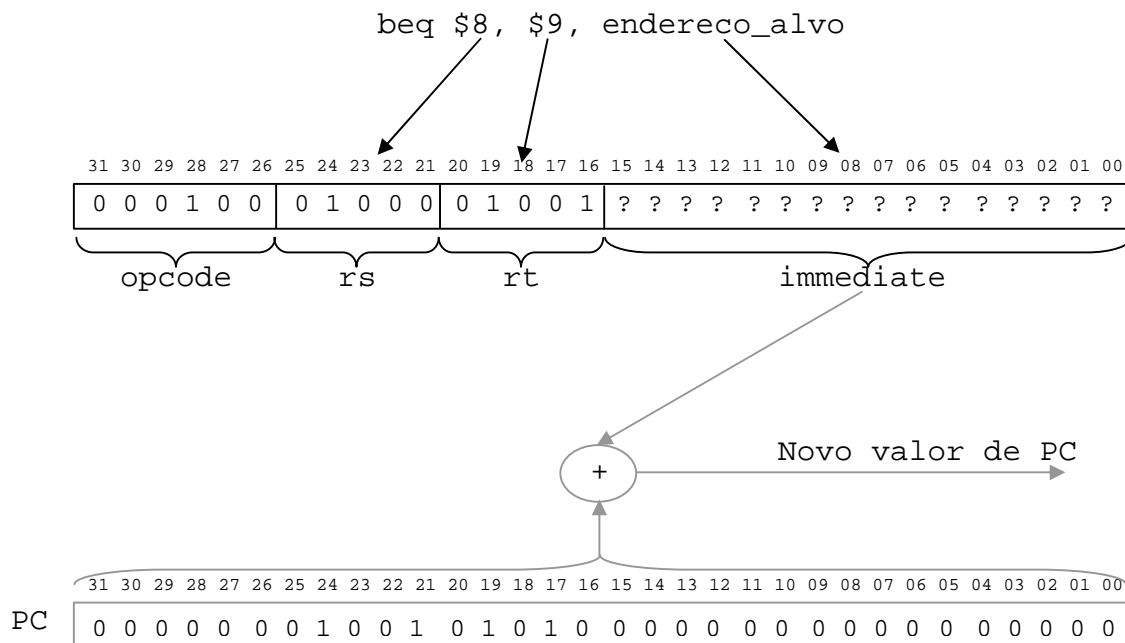 beq $8, $9, endereco_alvo
31 30 29 28 27 26 25 24 23 22 21 20 19 18 17 16 15 14 13 12 11 10 09 08 07 06 05 04 03 02 01 00
0 0 0 1 0 0 0 1 0 0 0 0 1 0 0 1 ? ? ? ? ? ? ? ? ? ? ? ? ? ? ? ?
opcode rs rt immediate
Novo valor de PC
+
31 30 29 28 27 26 25 24 23 22 21 20 19 18 17 16 15 14 13 12 11 10 09 08 07 06 05 04 03 02 01 00
PC 0 0 0 0 0 0 0 1 0 0 1 0 1 0 1 0 0 0 0 0 0 0 0 0 0 0 0 0 0 0 0 0